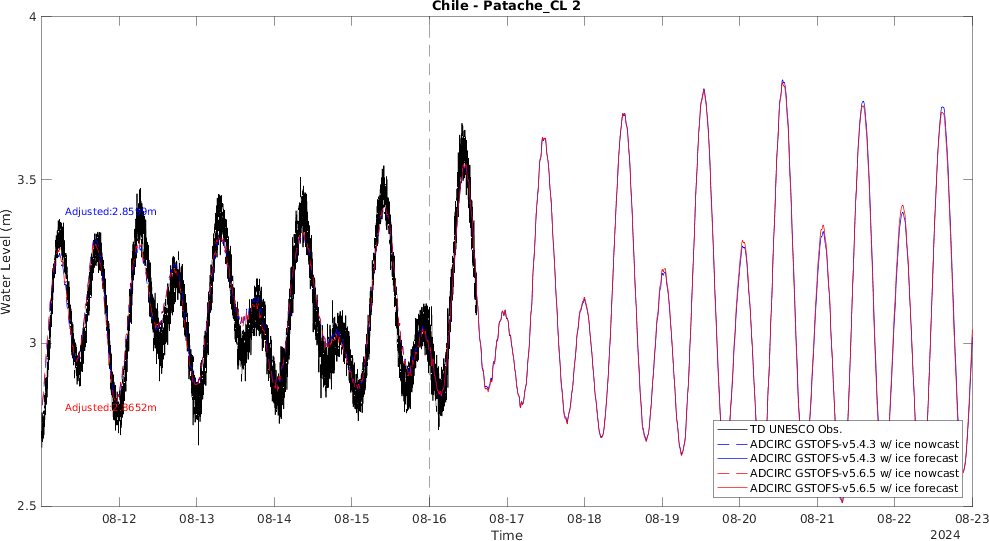 Chile - Patache_CL 2
Water Level (m)
4
3.5
3
2.5
Adjusted:2.8599m
Adjusted:2.8652m
TD UNESCO Obs.
ADCIRC GSTOFS-v5.4.3 w/ ice nowcast
ADCIRC GSTOFS-v5.4.3 w/ ice forecast
ADCIRC GSTOFS-v5.6.5 w/ ice nowcast
ADCIRC GSTOFS-v5.6.5 w/ ice forecast
08-12 08-13 08-14 08-15 08-16 08-17 08-18 08-19 08-20 08-21 08-22 08-23
Time
2024